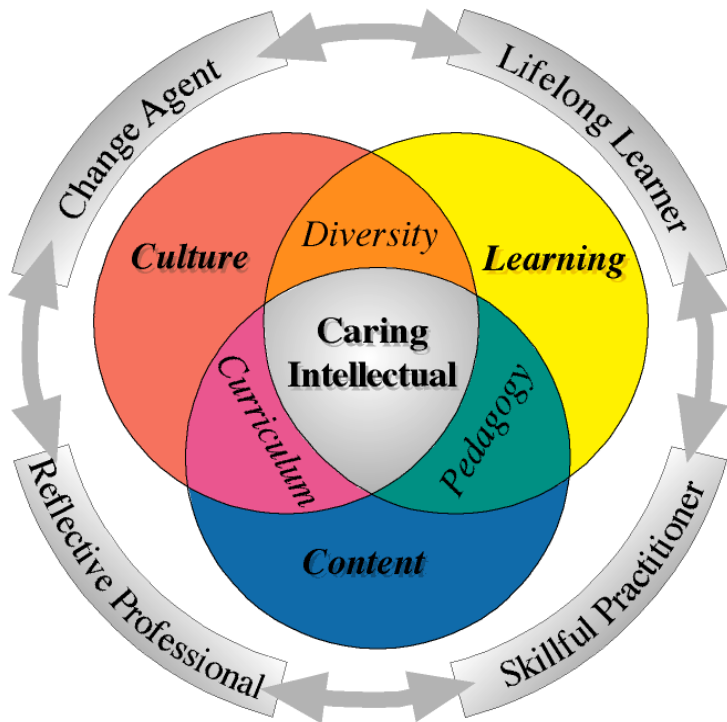 Change Agent
Lifelong Learner
Diversity
Culture
Learning
Caring
Intellectual
Curriculum
Pedagogy
Content
Reflective Professional
Skillful Practitioner